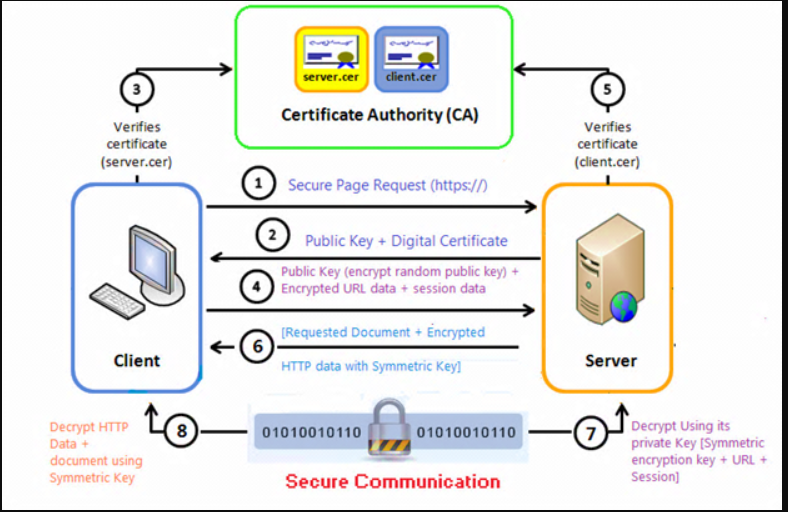 server.cer
client.cer
Certificate Authority (CA)
3
5
Verifies
certificate
(server.cer)
Verifies
certificate
(client.cer)
1
Secure Page Request (https://)
2
Public Key + Digital Certificate
4
Public Key (encrypt random public key) +
Encrypted URL data + session data
6
[Requested Document + Encrypted
HTTP data with Symmetric Key]
Client
Server
Decrypt HTTP
Data +
document using
Symmetric Key
8
01010010110
01010010110
7
Decrypt Using its
private Key [Symmetric
encryption key + URL +
Session]
Secure Communication